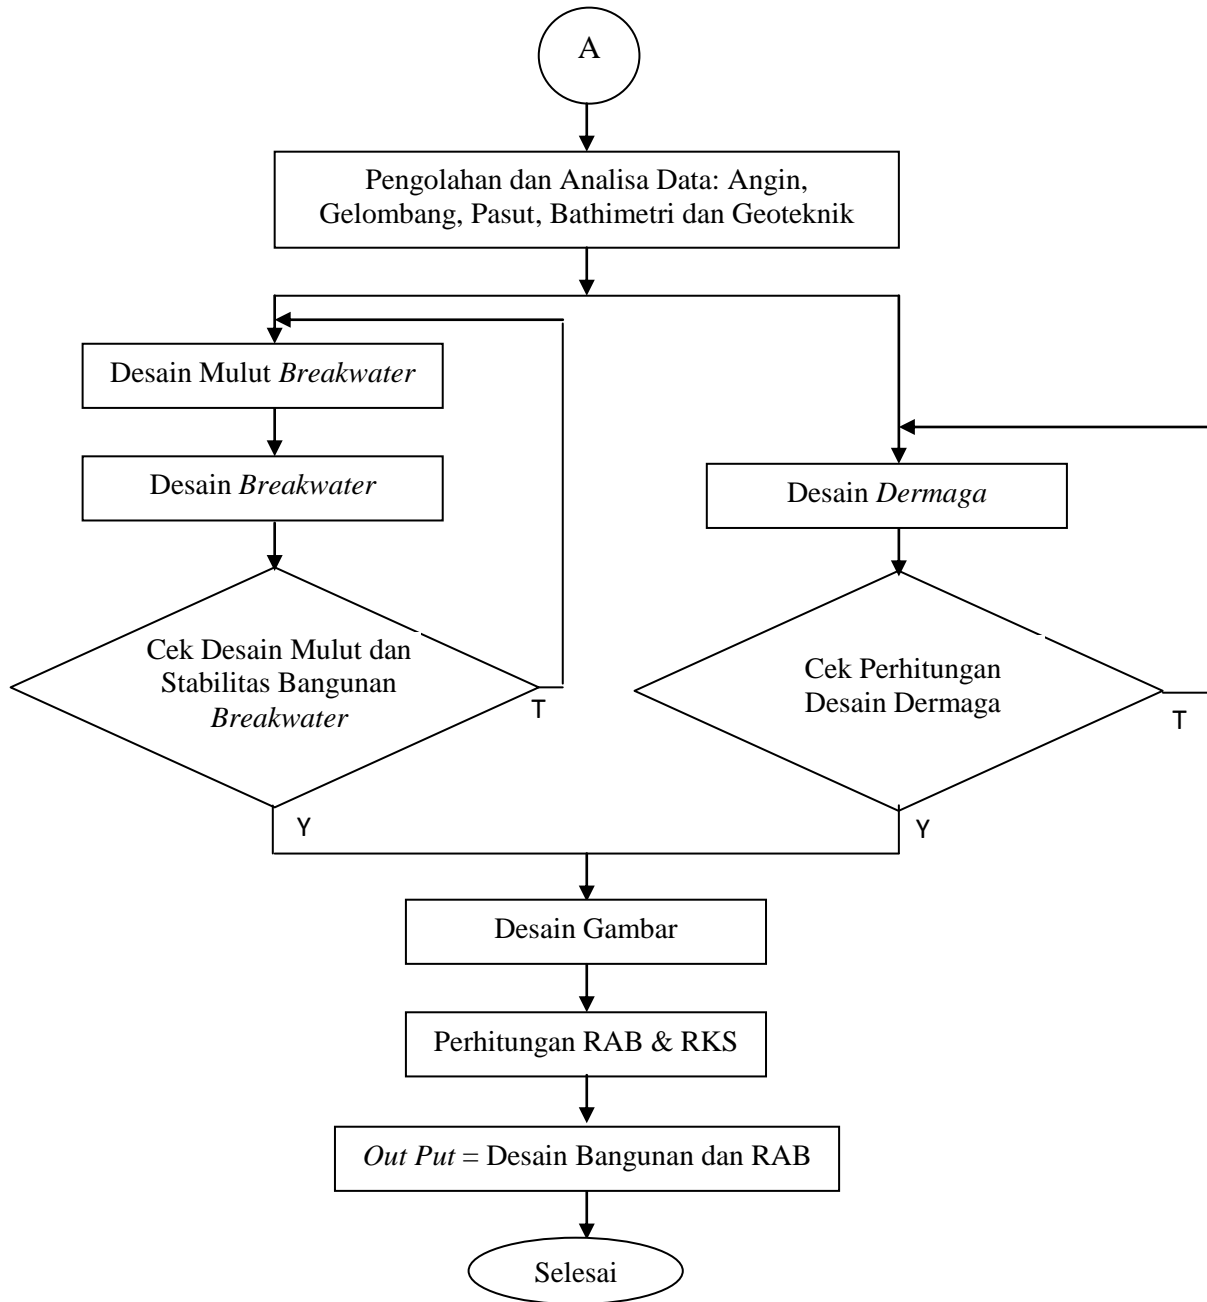 A
Pengolahan dan Analisa Data: Angin,
Gelombang, Pasut, Bathimetri dan Geoteknik
Desain Mulut Breakwater
Desain Breakwater
Cek Desain Mulut dan
Stabilitas Bangunan
Breakwater
T
Y
Desain Dermaga
Cek Perhitungan
Desain Dermaga
T
Y
Desain Gambar
Perhitungan RAB & RKS
Out Put = Desain Bangunan dan RAB
Selesai